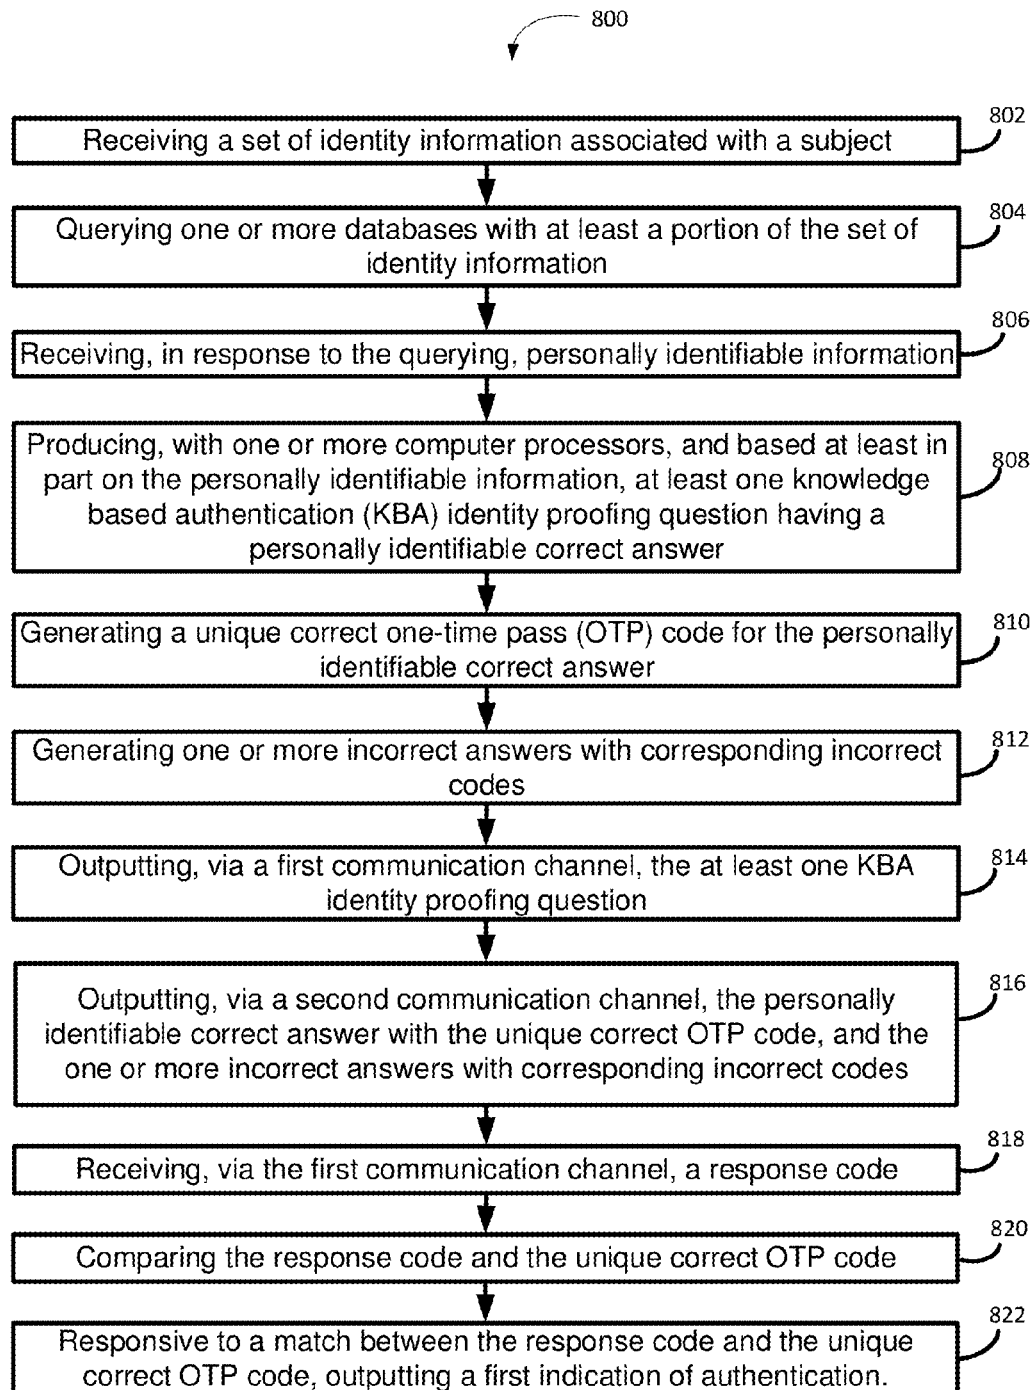 800
802
Receiving a set of identity information associated with a subject
804
Querying one or more databases with at least a portion of the set of
identity information
806
Receiving, in response to the querying, personally identifiable information
808
Producing, with one or more computer processors, and based at least in
part on the personally identifiable information, at least one knowledge
based authentication (KBA) identity proofing question having a
personally identifiable correct answer
810
Generating a unique correct one-time pass (OTP) code for the personally
identifiable correct answer
812
Generating one or more incorrect answers with corresponding incorrect
codes
814
Outputting, via a first communication channel, the at least one KBA
identity proofing question
816
Outputting, via a second communication channel, the personally
identifiable correct answer with the unique correct OTP code, and the
one or more incorrect answers with corresponding incorrect codes
818
Receiving, via the first communication channel, a response code
820
Comparing the response code and the unique correct OTP code
822
Responsive to a match between the response code and the unique
correct OTP code, outputting a first indication of authentication.